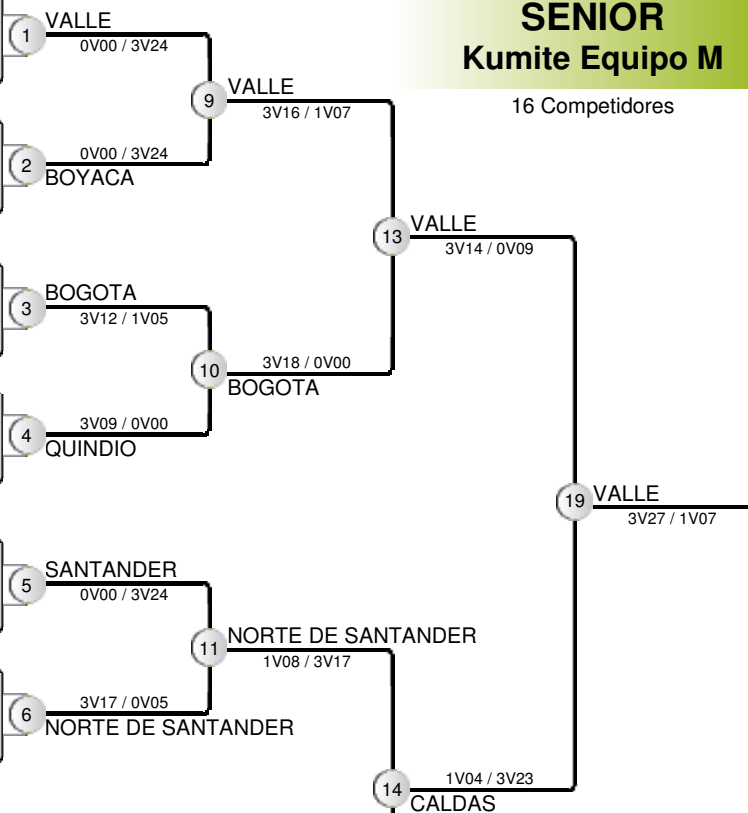 SENIOR
Kumite Equipo M
16 Competidores
1
VALLE
0V00 / 3V24
9
VALLE
3V16 / 1V07
2
0V00 / 3V24
BOYACA
13
VALLE
3V14 / 0V09
3
BOGOTA
3V12 / 1V05
10
3V18 / 0V00
BOGOTA
4
3V09 / 0V00
QUINDIO
19
VALLE
3V27 / 1V07
5
SANTANDER
0V00 / 3V24
11
NORTE DE SANTANDER
1V08 / 3V17
6
3V17 / 0V05
NORTE DE SANTANDER
14
1V04 / 3V23
CALDAS